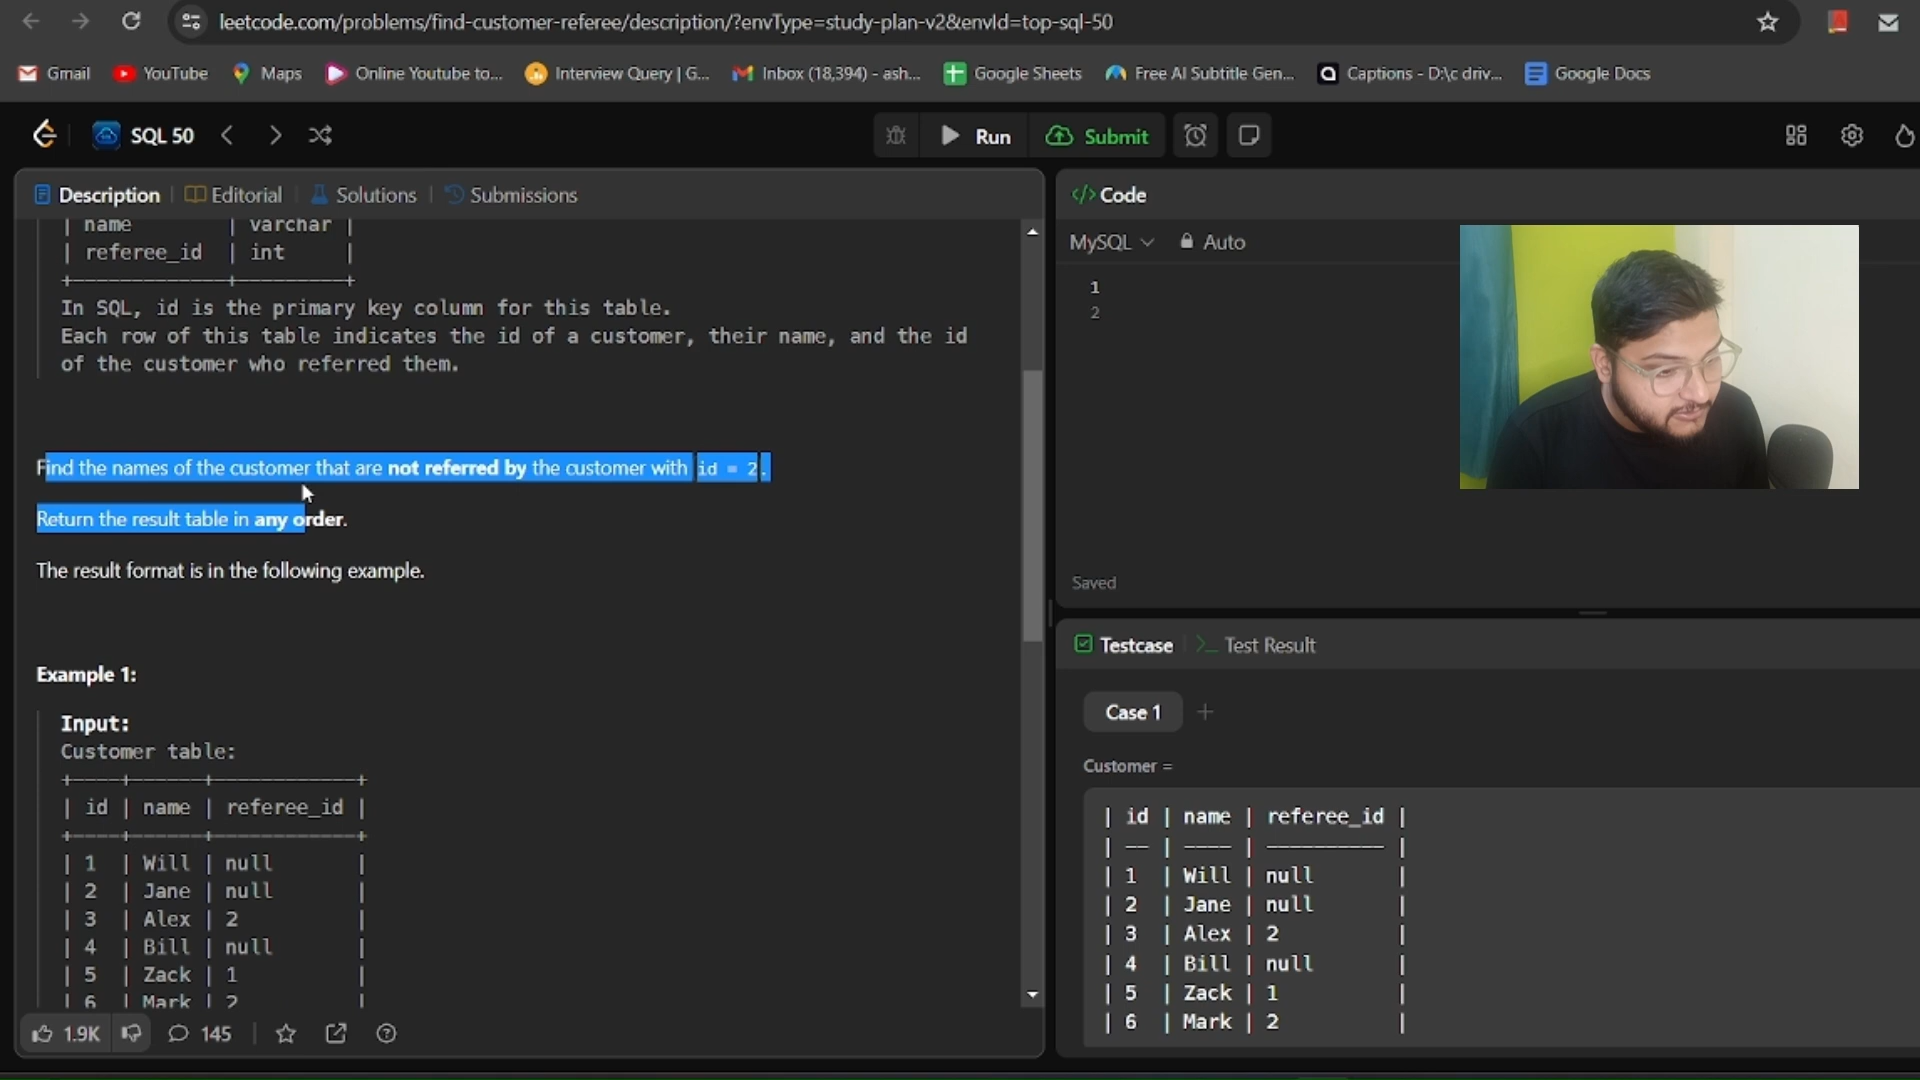 leetcode.com/problems/find-customer-referee/description/?envType=study-plan-v2&envId=top-sql-50
Gmail YouTube Maps Online Youtube to... Interview Query | G... Inbox (18,394) - ash... Google Sheets Free AI Subtitle Gen... Captions - D:\c driv... Google Docs
SQL 50 Run Submit
Description | Editorial | Solutions | Submissions
| name | varchar |
| referee_id | int |
+-------------+---------+
In SQL, id is the primary key column for this table.
Each row of this table indicates the id of a customer, their name, and the id
of the customer who referred them.
Find the names of the customer that are not referred by the customer with id = 2.
Return the result table in any order.
The result format is in the following example.
Example 1:
Input:
Customer table:
+----+------+------------+
| id | name | referee_id |
+----+------+------------+
| 1 | Will | null |
| 2 | Jane | null |
| 3 | Alex | 2 |
| 4 | Bill | null |
| 5 | Zack | 1 |
| 6 | Mark | 2 |
1.9K 145
</> Code
MySQL Auto
1
2
Saved
Testcase >_ Test Result
Case 1 +
Customer =
| id | name | referee_id |
| -- | ---- | ---------- |
| 1 | Will | null |
| 2 | Jane | null |
| 3 | Alex | 2 |
| 4 | Bill | null |
| 5 | Zack | 1 |
| 6 | Mark | 2 |